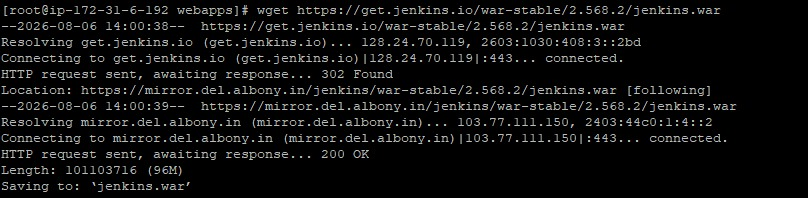 [root@ip-172-31-6-192 webapps]# wget https://get.jenkins.io/war-stable/2.568.2/jenkins.war
--2026-08-06 14:00:38--  https://get.jenkins.io/war-stable/2.568.2/jenkins.war
Resolving get.jenkins.io (get.jenkins.io)... 128.24.70.119, 2603:1030:408:3::2bd
Connecting to get.jenkins.io (get.jenkins.io)|128.24.70.119|:443... connected.
HTTP request sent, awaiting response... 302 Found
Location: https://mirror.del.albony.in/jenkins/war-stable/2.568.2/jenkins.war [following]
--2026-08-06 14:00:39--  https://mirror.del.albony.in/jenkins/war-stable/2.568.2/jenkins.war
Resolving mirror.del.albony.in (mirror.del.albony.in)... 103.77.111.150, 2403:44c0:1:4::2
Connecting to mirror.del.albony.in (mirror.del.albony.in)|103.77.111.150|:443... connected.
HTTP request sent, awaiting response... 200 OK
Length: 101103716 (96M)
Saving to: ‘jenkins.war’